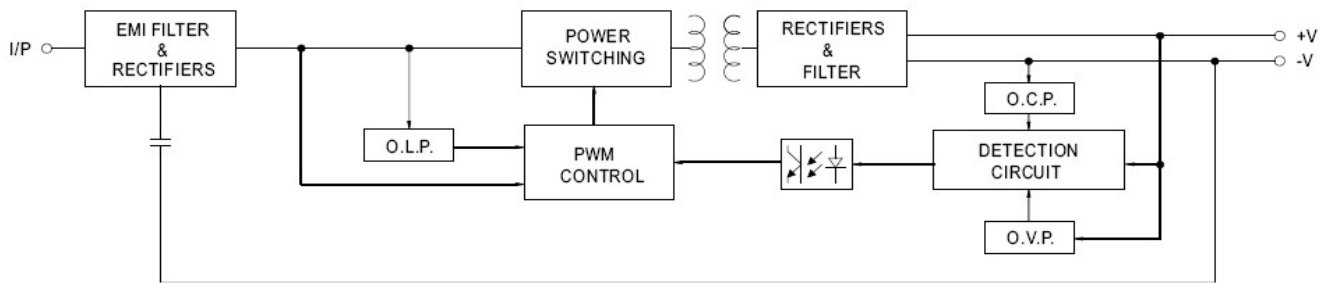 I/P
EMI FILTER
&
RECTIFIERS
POWER
SWITCHING
RECTIFIERS
&
FILTER
+V
-V
O.L.P.
PWM
CONTROL
O.C.P.
DETECTION
CIRCUIT
O.V.P.